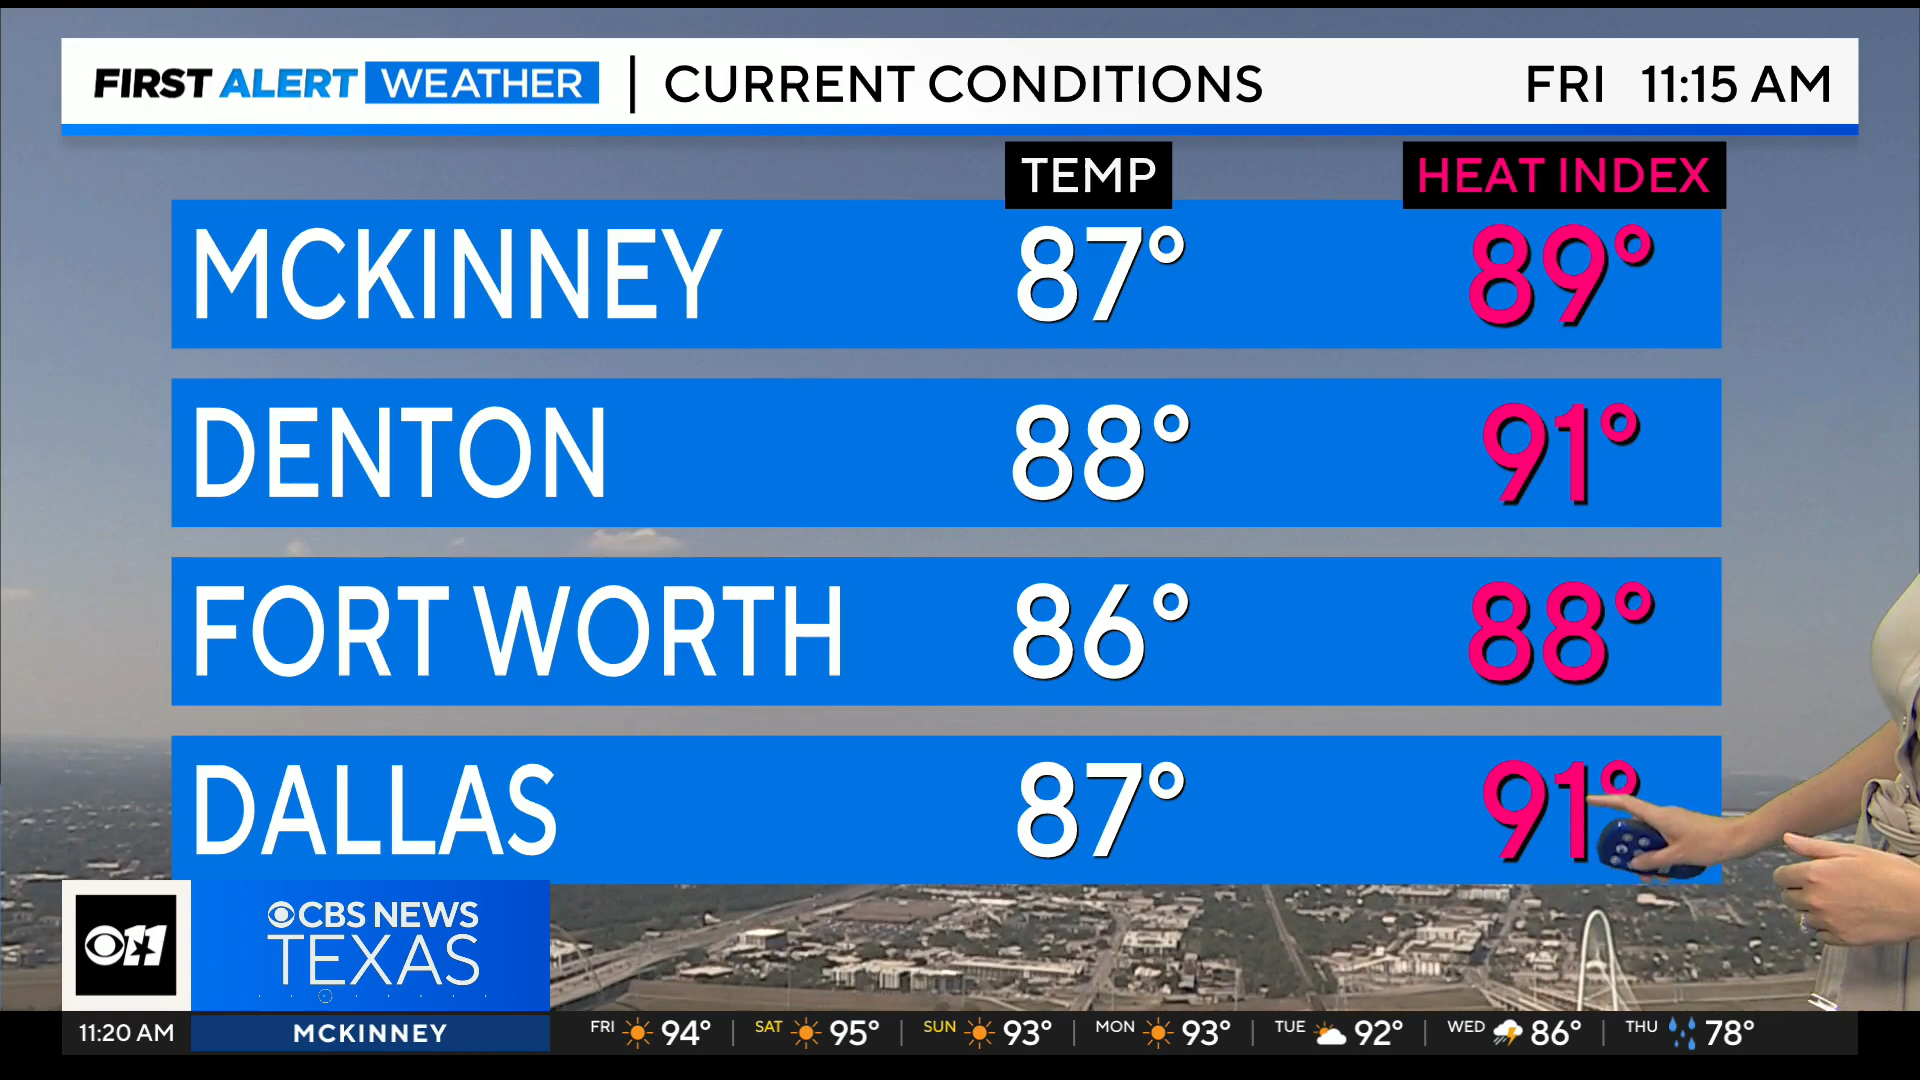 FIRST ALERT WEATHER | CURRENT CONDITIONS FRI 11:15 AM
TEMP HEAT INDEX
MCKINNEY 87° 89°
DENTON 88° 91°
FORT WORTH 86° 88°
DALLAS 87° 91°
11 CBS NEWS
TEXAS
11:20 AM MCKINNEY FRI 94° | SAT 95° | SUN 93° | MON 93° | TUE 92° | WED 86° | THU 78°